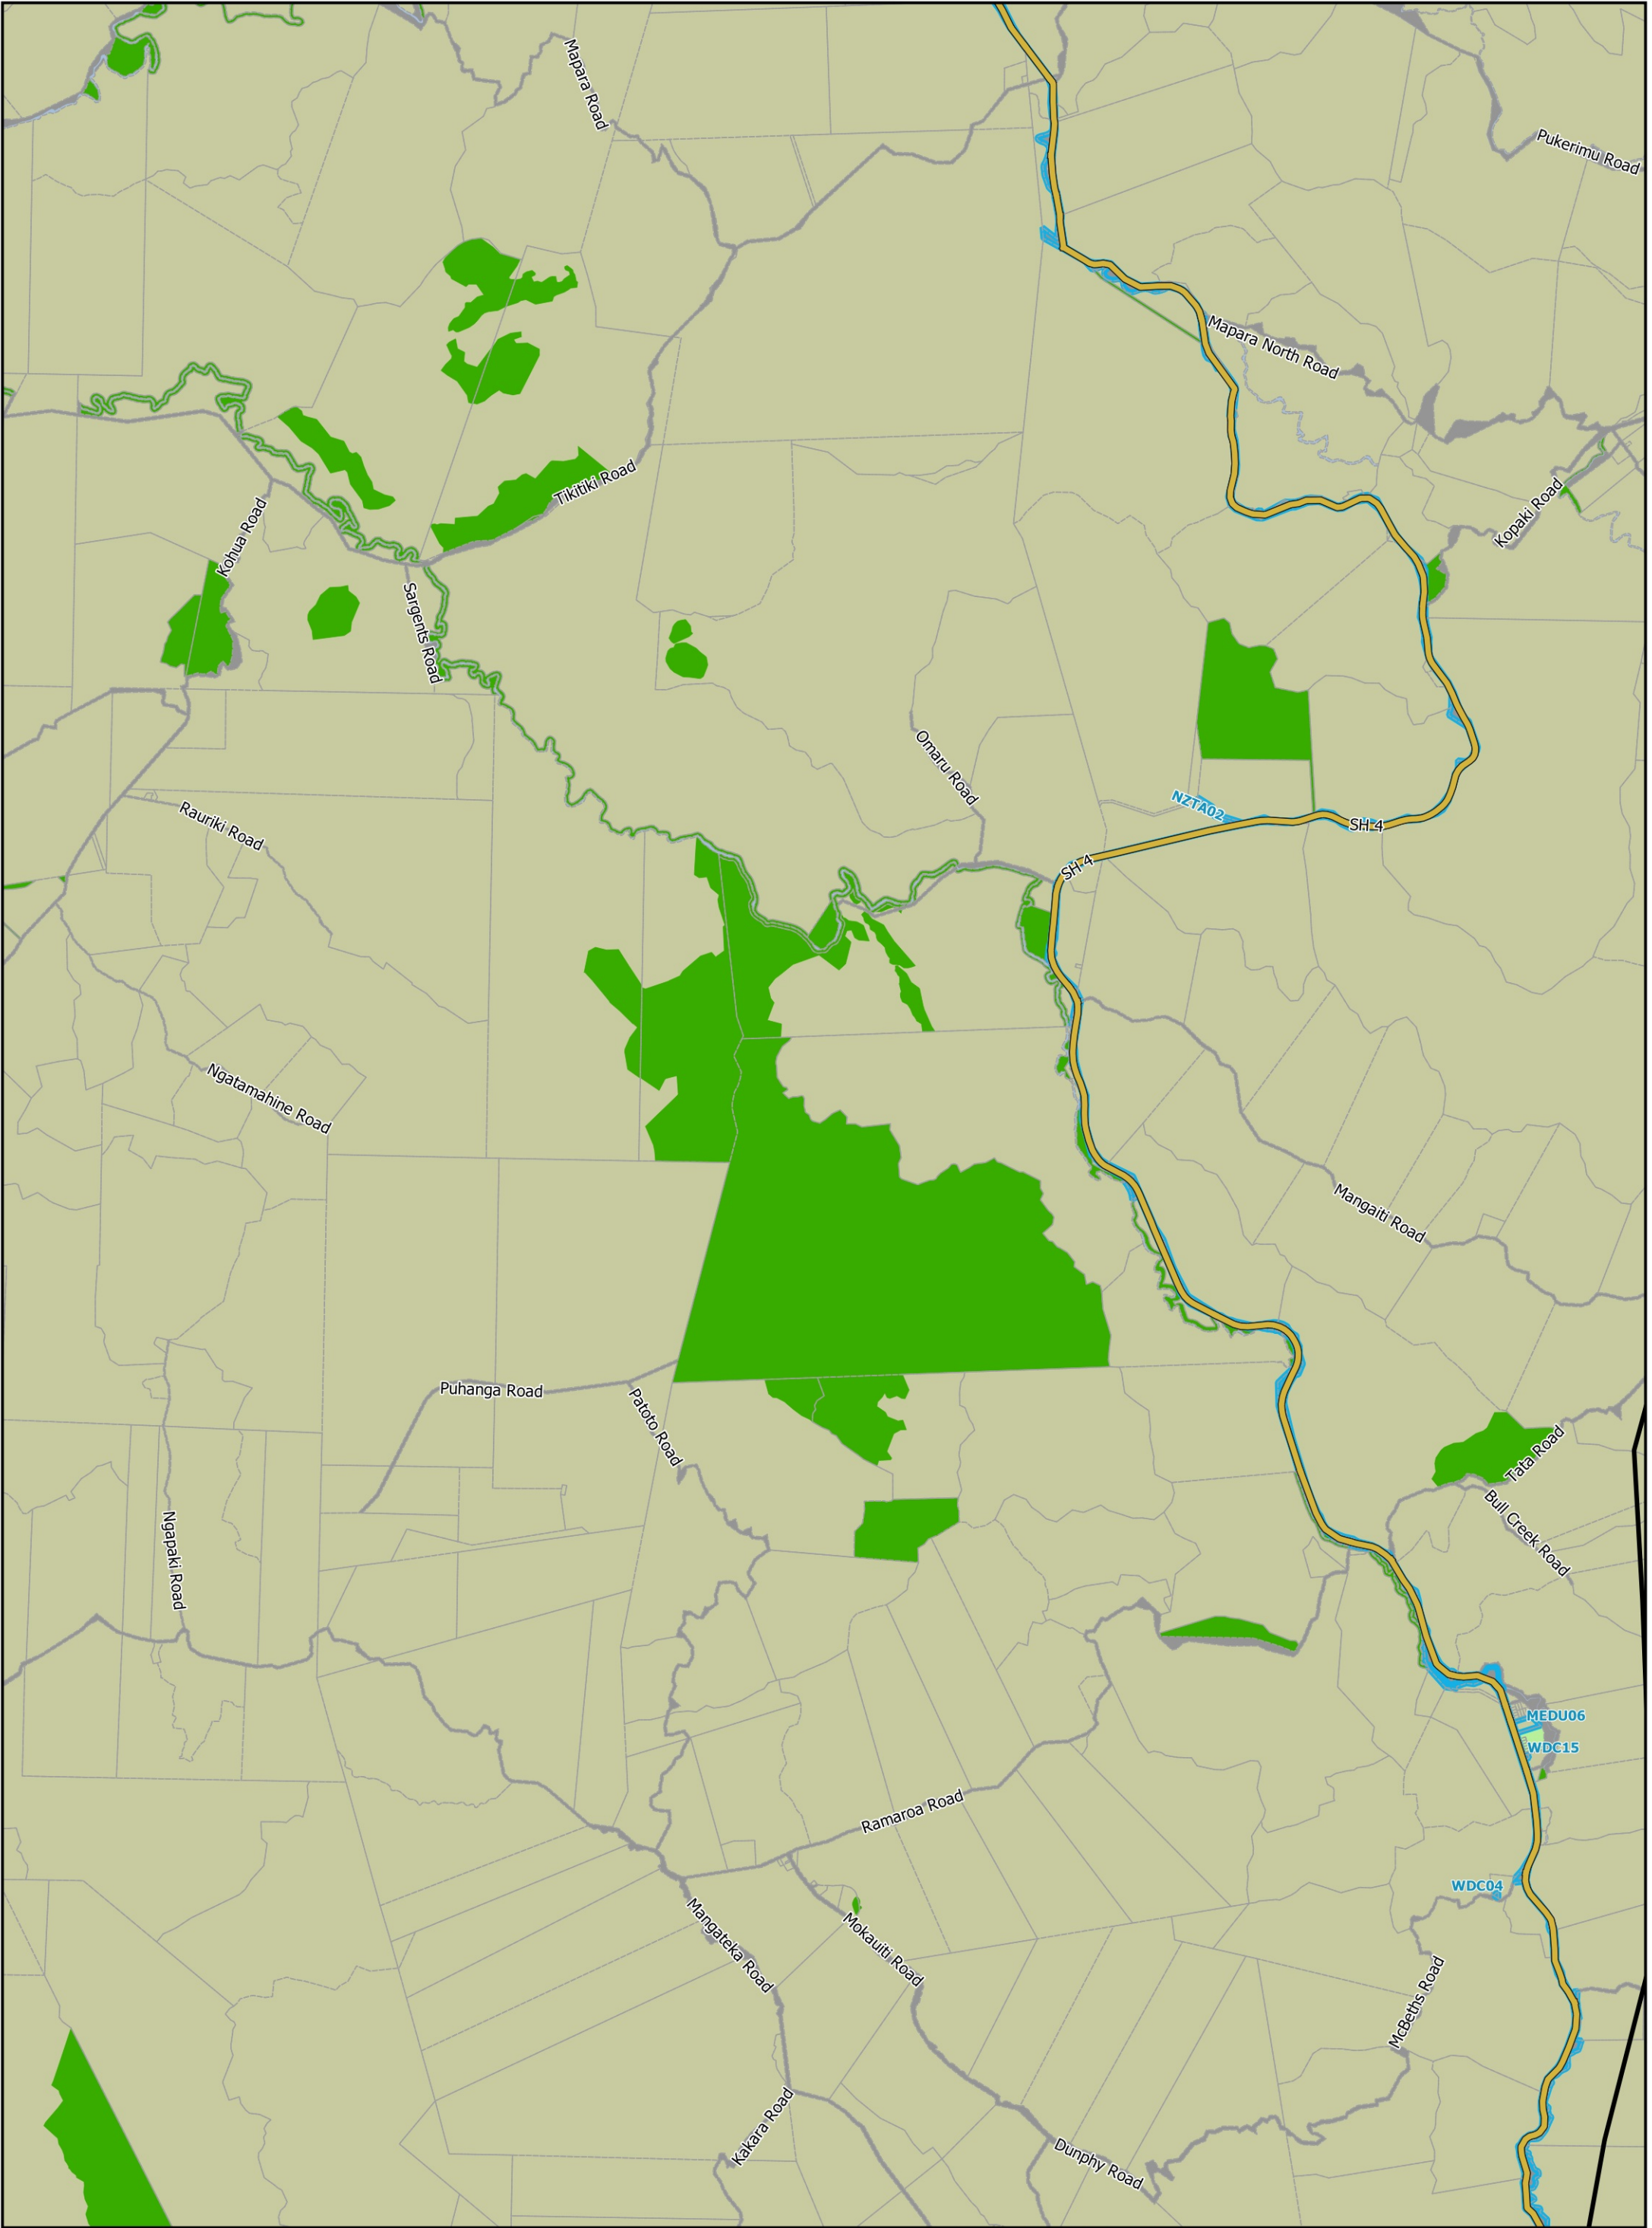 Mapara Road
Pukerimu Road
Mapara North Road
Tikitiki Road
Kopaki Road
Kohua Road
Sargents Road
Omaru Road
NZTA02
SH 4
Rauriki Road
SH 4
Ngatamahine Road
Mangaiti Road
Puhanga Road
Patoto Road
Tata Road
Bull Creek Road
Ngapaki Road
MEDU06
WDC15
Ramaroa Road
WDC04
Mangateka Road
Mokauiti Road
McBeths Road
Kakara Road
Dunphy Road